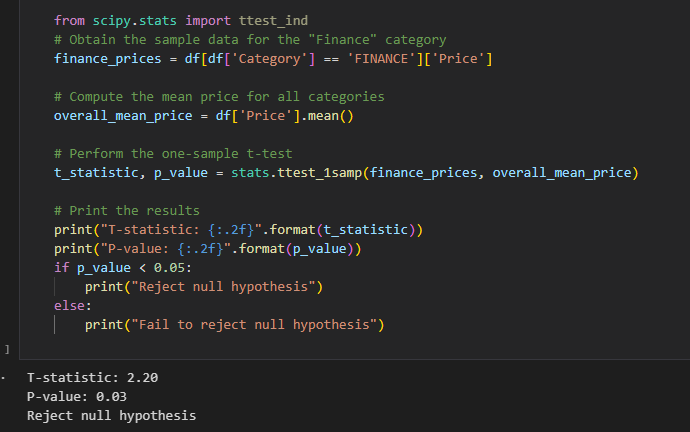 from scipy.stats import ttest_ind
# Obtain the sample data for the "Finance" category
finance_prices = df[df['Category'] == 'FINANCE']['Price']

# Compute the mean price for all categories
overall_mean_price = df['Price'].mean()

# Perform the one-sample t-test
t_statistic, p_value = stats.ttest_1samp(finance_prices, overall_mean_price)

# Print the results
print("T-statistic: {:.2f}".format(t_statistic))
print("P-value: {:.2f}".format(p_value))
if p_value < 0.05:
    print("Reject null hypothesis")
else:
    print("Fail to reject null hypothesis")
]
T-statistic: 2.20
P-value: 0.03
Reject null hypothesis